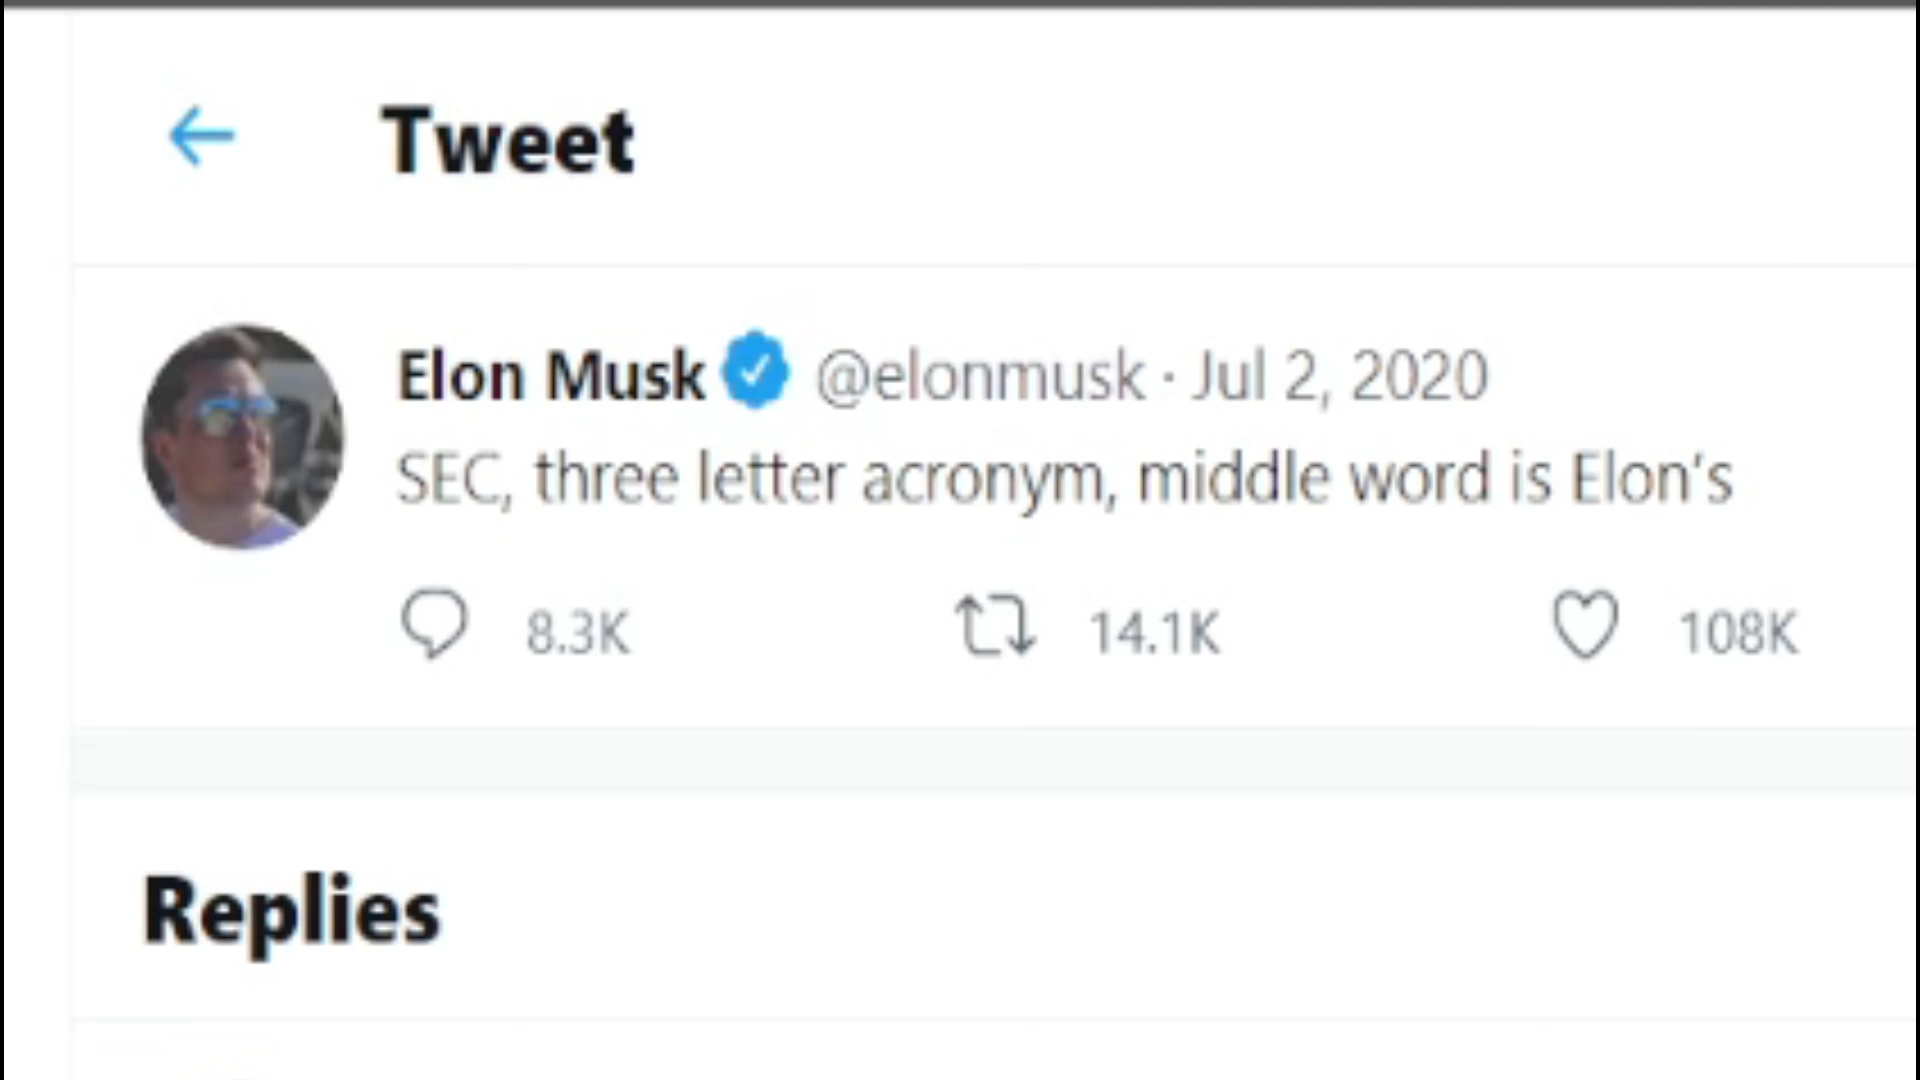 Tweet
Elon Musk @elonmusk · Jul 2, 2020
SEC, three letter acronym, middle word is Elon’s
8.3K 14.1K 108K
Replies